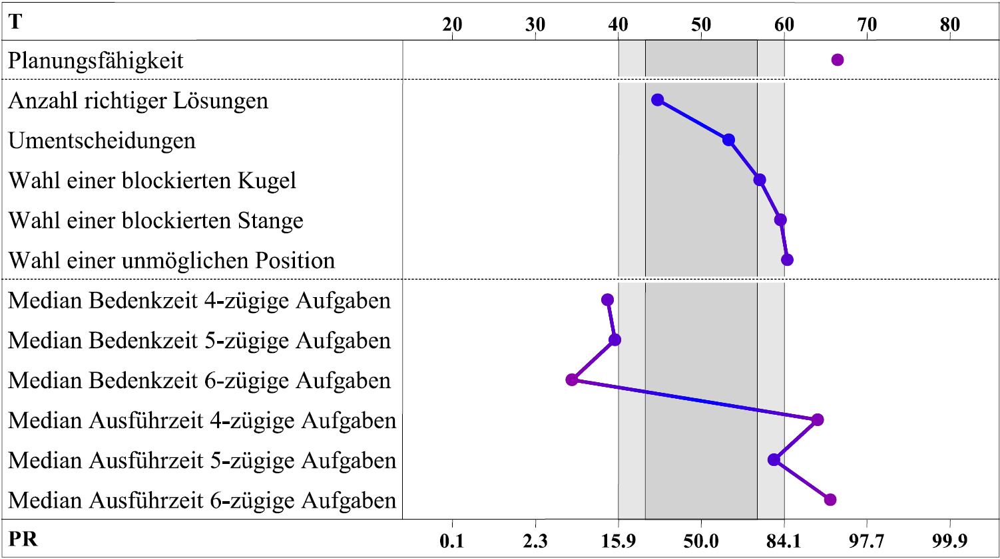 T 20 30 40 50 60 70 80
Planungsfähigkeit
Anzahl richtiger Lösungen
Umentscheidungen
Wahl einer blockierten Kugel
Wahl einer blockierten Stange
Wahl einer unmöglichen Position
Median Bedenkzeit 4-zügige Aufgaben
Median Bedenkzeit 5-zügige Aufgaben
Median Bedenkzeit 6-zügige Aufgaben
Median Ausführzeit 4-zügige Aufgaben
Median Ausführzeit 5-zügige Aufgaben
Median Ausführzeit 6-zügige Aufgaben
PR 0.1 2.3 15.9 50.0 84.1 97.7 99.9